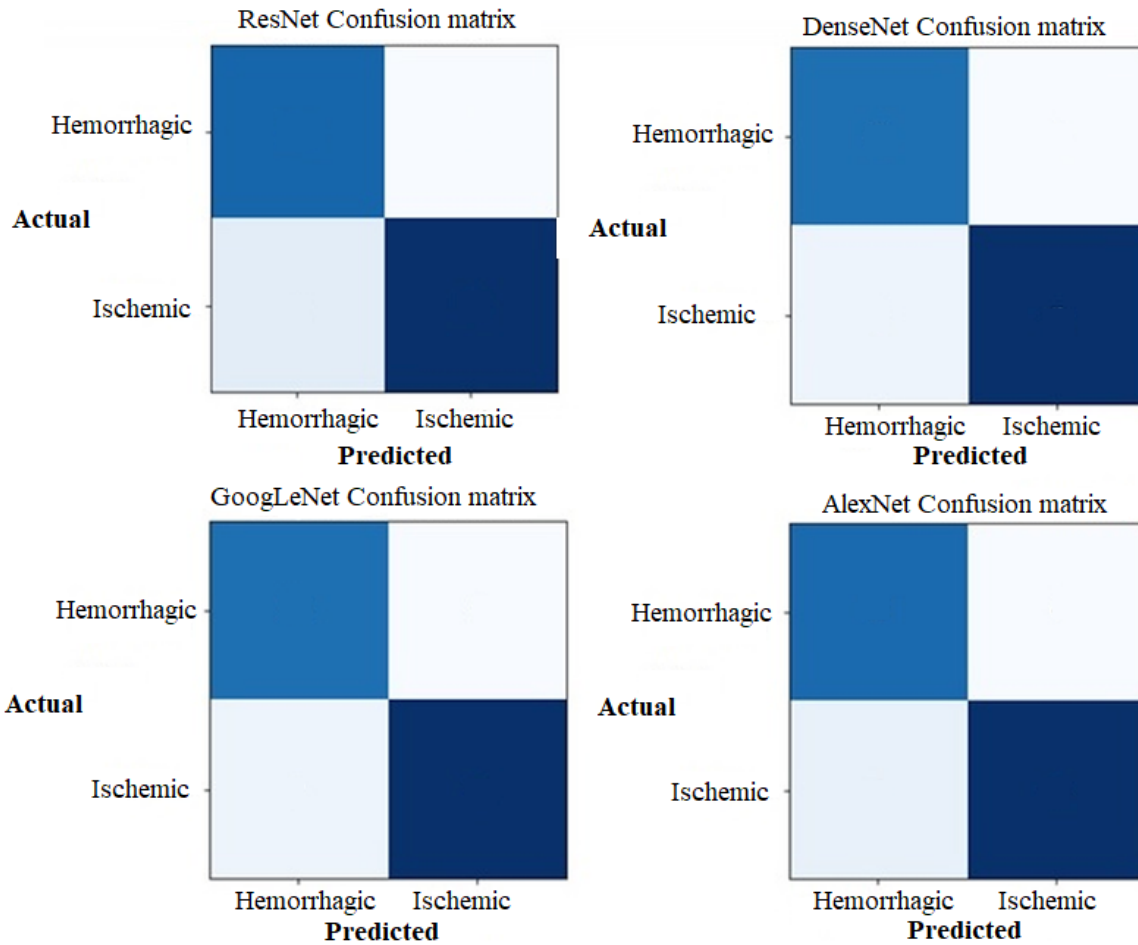 ResNet Confusion matrix
Hemorrhagic
Actual
Ischemic
Hemorrhagic Ischemic
Predicted
DenseNet Confusion matrix
Hemorrhagic
Actual
Ischemic
Hemorrhagic Ischemic
Predicted
GoogLeNet Confusion matrix
Hemorrhagic
Actual
Ischemic
Hemorrhagic Ischemic
Predicted
AlexNet Confusion matrix
Hemorrhagic
Actual
Ischemic
Hemorrhagic Ischemic
Predicted